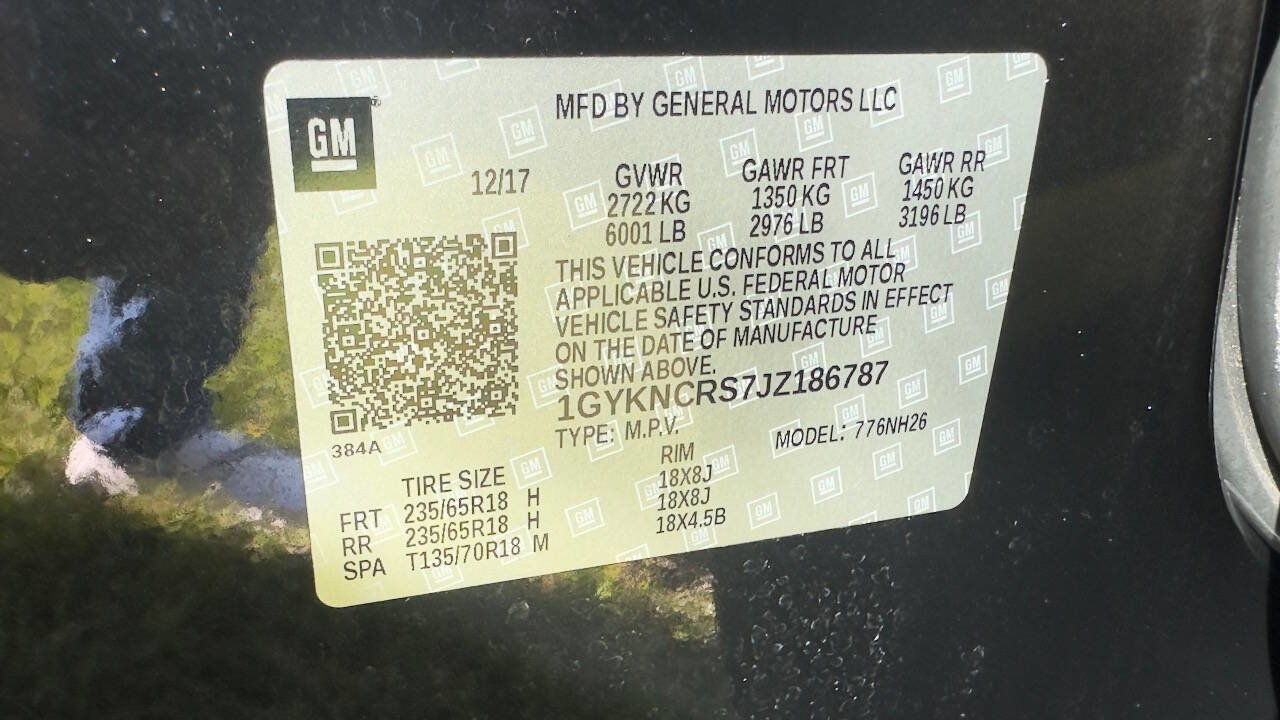 GM
MFD BY GENERAL MOTORS LLC
12/17
GVWR GAWR FRT GAWR RR
2722 KG 1350 KG 1450 KG
6001 LB 2976 LB 3196 LB
THIS VEHICLE CONFORMS TO ALL
APPLICABLE U.S. FEDERAL MOTOR
VEHICLE SAFETY STANDARDS IN EFFECT
ON THE DATE OF MANUFACTURE
SHOWN ABOVE.
1GYKNCRS7JZ186787
TYPE: M.P.V. MODEL: 776NH26
384A
TIRE SIZE RIM
FRT 235/65R18 H 18X8J
RR 235/65R18 H 18X8J
SPA T135/70R18 M 18X4.5B